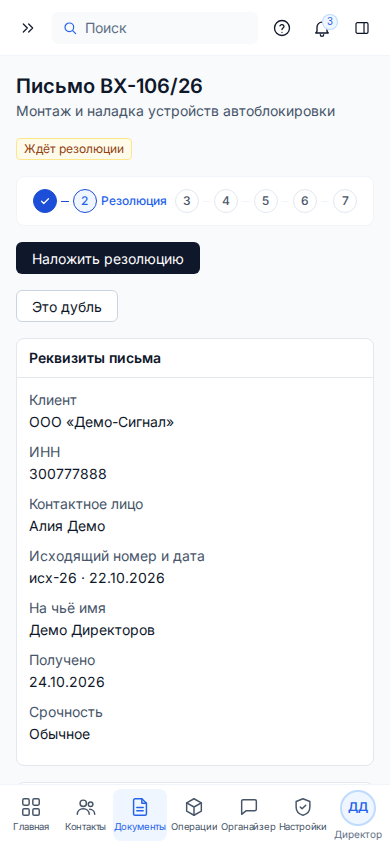 Поиск
3
Письмо ВХ-106/26
Монтаж и наладка устройств автоблокировки
Ждёт резолюции
2 Резолюция 3 4 5 6 7
Наложить резолюцию
Это дубль
Реквизиты письма
Клиент
ООО «Демо-Сигнал»
ИНН
300777888
Контактное лицо
Алия Демо
Исходящий номер и дата
исх-26 · 22.10.2026
На чьё имя
Демо Директоров
Получено
24.10.2026
Срочность
Обычное
ДД
Главная Контакты Документы Операции Органайзер Настройки Директор